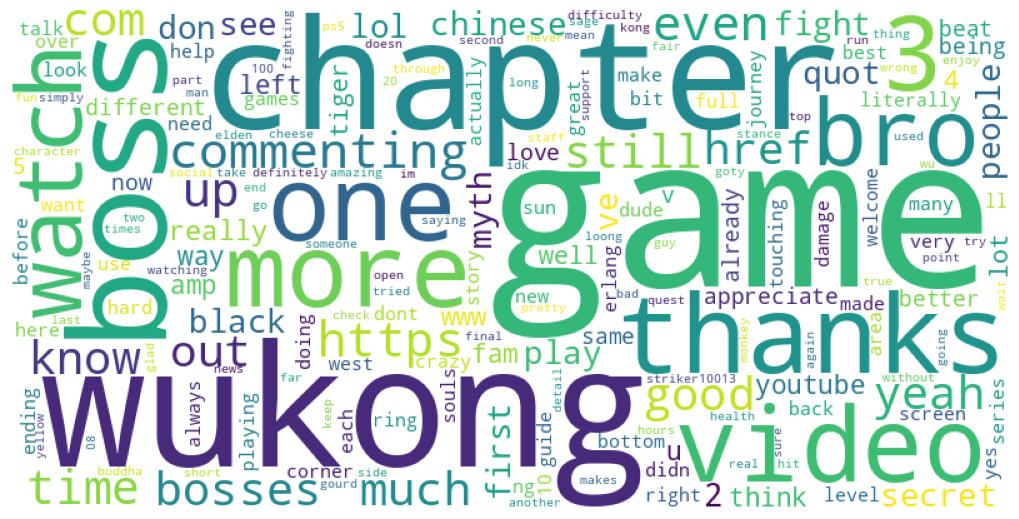 talk
com
over
don
see
look
help
lol
chinese
difficulty
sage
kong
ps5
doesn
second
never
mean
even
fight
fair
run
thing
beat
best
wrong
enjoy
being
watch
boss
chapter
3
quot
4
people
fun
simply
part
man
100
fighting
left
games
tiger
through
20
long
actually
great
support
make
bit
full
journey
different
need
elden
cheese
character
5
social
take
definitely
amazing
im
commenting
love
idk
staff
stance
top
literally
used
still
href
bro
goty
wu
want
now
before
two
times
maybe
use
hard
last
here
end
go
up
really
way
amp
watching
one
someone
saying
myth
ve
sun
v
dude
guy
many
ll
welcome
already
touching
damage
very
try
point
lot
wait
more
open
tried
story
loong
well
new
pretty
erlang
bad
quest
game
appreciate
made
true
area
better
without
going
black
check
dont
www
https
doing
final
same
thanks
monkey
again
know
out
glad
news
west
crazy
fam
play
detail
striker10013
good
youtube
yeah
screen
series
yes
ending
yellow
08
always
playing
far
each
ring
keep
souls
first
guide
bottom
u
didn
health
hours
real
back
hit
sure
wukong
video
time
buddha
short
corner
gourd
side
bosses
much
another
ng
10
makes
right
2
think
level
secret